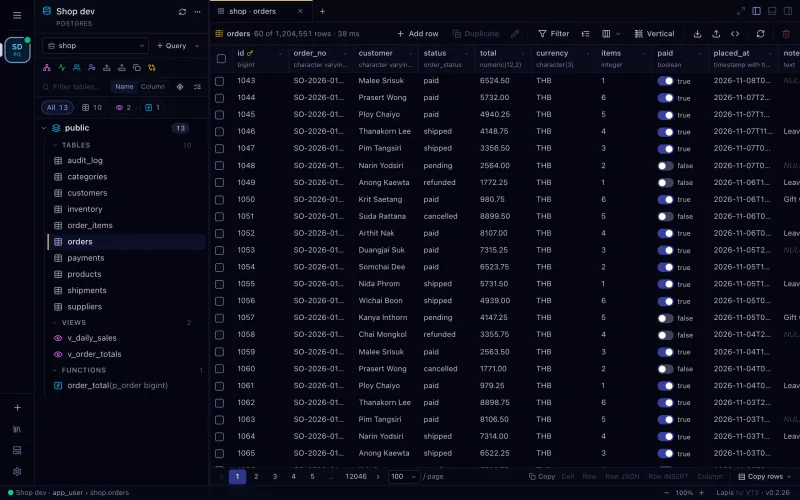 Shop dev
POSTGRES
shop
Query
Filter tables...
Name Column
All 13 10 2 1
public 13
TABLES 10
audit_log
categories
customers
inventory
order_items
orders
payments
products
shipments
suppliers
VIEWS 2
v_daily_sales
v_order_totals
FUNCTIONS 1
order_total(p_order bigint)
SD
PG
shop · orders
orders 60 of 1,204,551 rows · 38 ms
Add row Duplicate Filter Vertical
id order_no customer status total currency items paid placed_at note
bigint character varyin... character varyin... order_status numeric(12,2) character(3) integer boolean timestamp with ti... text
1043 SO-2026-01... Malee Srisuk paid 6524.50 THB 1 true 2026-11-08T0...
1044 SO-2026-01... Prasert Wong paid 5732.00 THB 6 true 2026-11-07T2...
1045 SO-2026-01... Ploy Chaiyo paid 4940.25 THB 5 true 2026-11-07T...
1046 SO-2026-01... Thanakorn Lee shipped 4148.75 THB 4 true 2026-11-07T11... Leave
1047 SO-2026-01... Pim Tangsiri shipped 3356.50 THB 3 true 2026-11-07T0... NULL
1048 SO-2026-01... Narin Yodsiri pending 2564.00 THB 2 false 2026-11-07T0... NULL
1049 SO-2026-01... Anong Kaewta refunded 1772.25 THB 1 false 2026-11-06T1... Leave
1050 SO-2026-01... Krit Saetang paid 980.75 THB 6 true 2026-11-06T... Gift
1051 SO-2026-01... Suda Rattana cancelled 8899.50 THB 5 false 2026-11-06T0...
1052 SO-2026-01... Arthit Nak paid 8107.00 THB 4 true 2026-11-06T0... Leave
1053 SO-2026-01... Duangjai Suk paid 7315.25 THB 3 true 2026-11-05T2... NULL
1054 SO-2026-01... Somchai Dee paid 6523.75 THB 2 true 2026-11-05T1...
1055 SO-2026-01... Nida Phrom shipped 5731.50 THB 1 true 2026-11-05T... Leave
1056 SO-2026-01... Wichai Boon shipped 4939.00 THB 6 true 2026-11-05T0...
1057 SO-2026-01... Kanya Inthorn pending 4147.25 THB 5 false 2026-11-05T0... Gift
1058 SO-2026-01... Chai Mongkol refunded 3355.75 THB 4 false 2026-11-04T2... NULL
1059 SO-2026-01... Malee Srisuk paid 2563.50 THB 3 true 2026-11-04T1...
1060 SO-2026-01... Prasert Wong cancelled 1771.00 THB 2 false 2026-11-04T...
1061 SO-2026-01... Ploy Chaiyo paid 979.25 THB 1 true 2026-11-04T0... Leave
1062 SO-2026-01... Thanakorn Lee paid 8898.75 THB 6 true 2026-11-03T2...
1063 SO-2026-01... Pim Tangsiri paid 8106.50 THB 5 true 2026-11-03T1... NULL
1064 SO-2026-01... Narin Yodsiri shipped 7314.00 THB 4 true 2026-11-03T... Leave
1065 SO-2026-01... Anong Kaewta shipped 6522.25 THB 3 true 2026-11-03T0...
1 2 3 4 5 ... 12046 100 / page Copy Cell Row Row JSON Row INSERT Column Copy rows
Shop dev · app_user › shop.orders 100% Lapis by VTX · v0.2.26